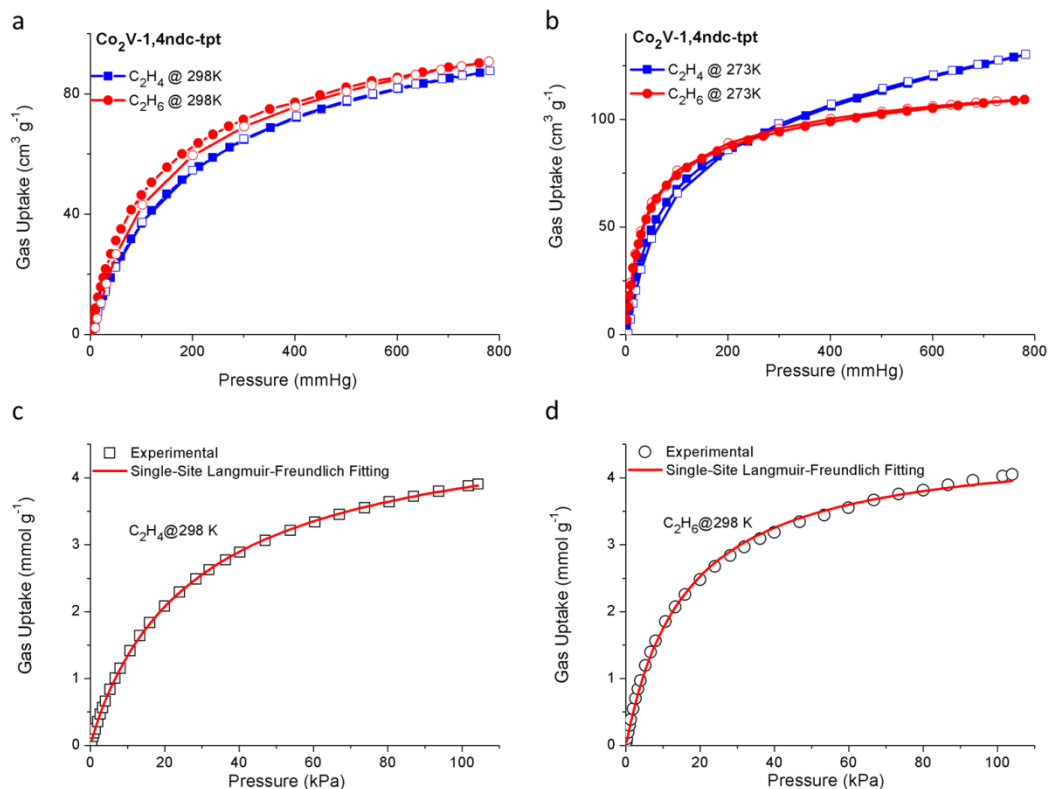 a
Co₂V-1,4ndc-tpt
C₂H₄ @ 298K
C₂H₆ @ 298K
80
40
0
0 200 400 600 800
Gas Uptake (cm³ g⁻¹)
Pressure (mmHg)
b
Co₂V-1,4ndc-tpt
C₂H₄ @ 273K
C₂H₆ @ 273K
125
100
75
50
25
0
0 200 400 600 800
Gas Uptake (cm³ g⁻¹)
Pressure (mmHg)
c
Experimental
Single-Site Langmuir-Freundlich Fitting
C₂H₄@298 K
4
3
2
1
0
0 20 40 60 80 100
Gas Uptake (mmol g⁻¹)
Pressure (kPa)
d
Experimental
Single-Site Langmuir-Freundlich Fitting
C₂H₆@298 K
4
3
2
1
0
0 20 40 60 80 100
Gas Uptake (mmol g⁻¹)
Pressure (kPa)